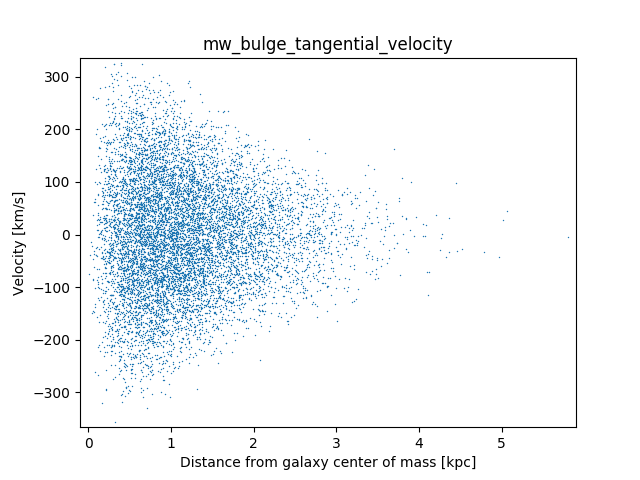 mw_bulge_tangential_velocity
300
200
100
0
−100
−200
−300
Velocity [km/s]
0 1 2 3 4 5
Distance from galaxy center of mass [kpc]